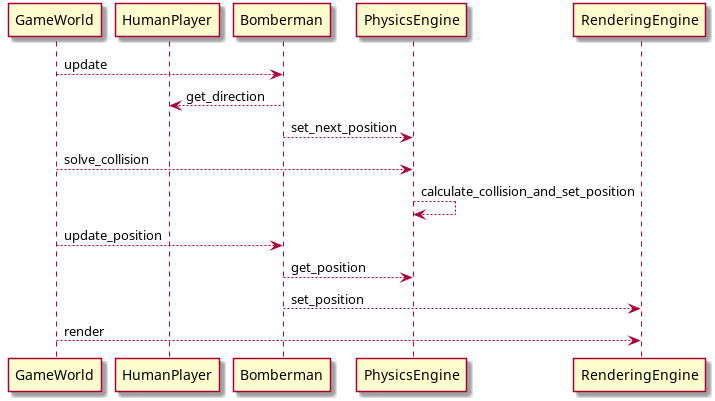 GameWorld HumanPlayer Bomberman PhysicsEngine RenderingEngine
update
get_direction
set_next_position
solve_collision
calculate_collision_and_set_position
update_position
get_position
set_position
render
GameWorld HumanPlayer Bomberman PhysicsEngine RenderingEngine